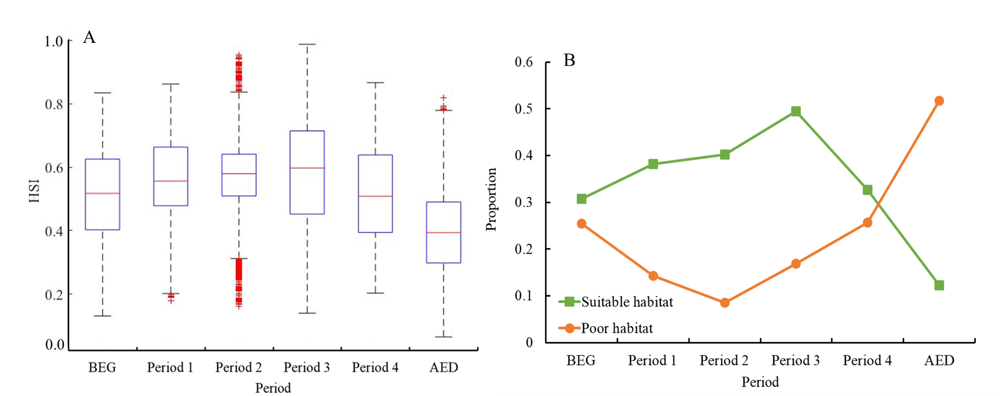 A
1.0
0.8
0.6
0.4
0.2
0.0
HSI
BEG Period 1 Period 2 Period 3 Period 4 AED
Period
B
0.6
0.5
0.4
0.3
0.2
0.1
0
Proportion
Suitable habitat
Poor habitat
BEG Period 1 Period 2 Period 3 Period 4 AED
Period